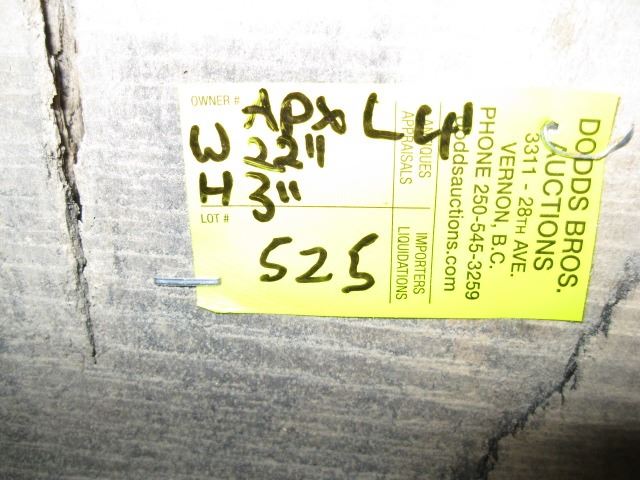 OWNER # APX L 4'
W 22"
H 3"
LOT #
525
DODDS BROS.
AUCTIONS
3311 - 28TH AVE.
VERNON, B.C.
PHONE 250-545-3259
doddsauctions.com
ANTIQUES
APPRAISALS
IMPORTERS
LIQUIDATIONS